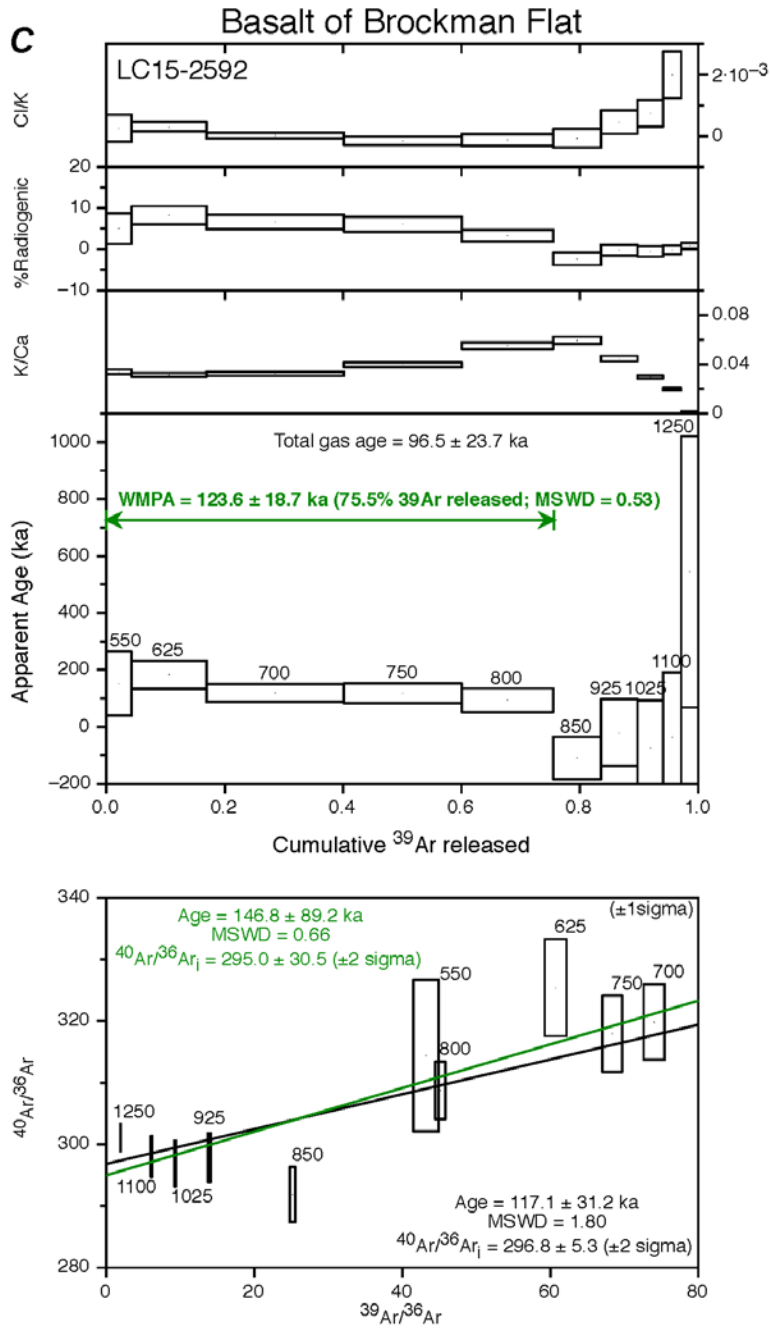 C
Basalt of Brockman Flat
LC15-2592
Cl/K
2·10⁻³
0
%Radiogenic
20
10
0
−10
K/Ca
0.08
0.04
0
Apparent Age (ka)
1000
800
600
400
200
0
−200
Total gas age = 96.5 ± 23.7 ka
WMPA = 123.6 ± 18.7 ka (75.5% 39Ar released; MSWD = 0.53)
550
625
700
750
800
850
925
1025
1100
1250
0.0 0.2 0.4 0.6 0.8 1.0
Cumulative ³⁹Ar released
⁴⁰Ar/³⁶Ar
340
320
300
280
Age = 146.8 ± 89.2 ka
MSWD = 0.66
⁴⁰Ar/³⁶Arᵢ = 295.0 ± 30.5 (±2 sigma)
(±1sigma)
1250
1100
1025
925
850
550
800
625
750
700
Age = 117.1 ± 31.2 ka
MSWD = 1.80
⁴⁰Ar/³⁶Arᵢ = 296.8 ± 5.3 (±2 sigma)
0 20 40 60 80
³⁹Ar/³⁶Ar